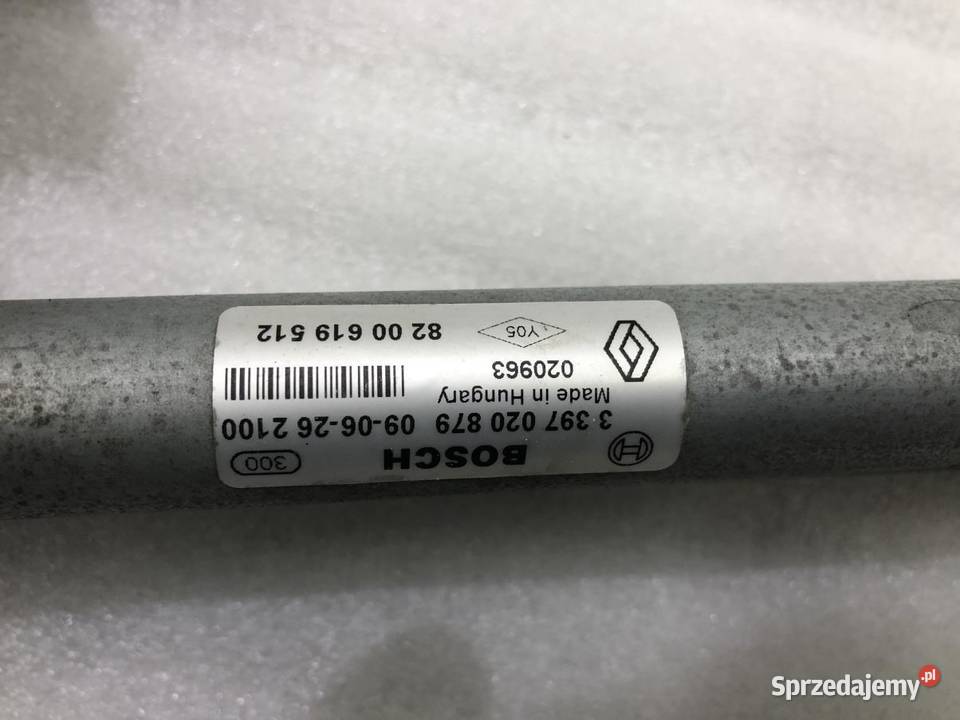 BOSCH 300
3 397 020 879 09-06-26 2100
Made in Hungary
020963
Y05 82 00 619 512
Sprzedajemy.pl